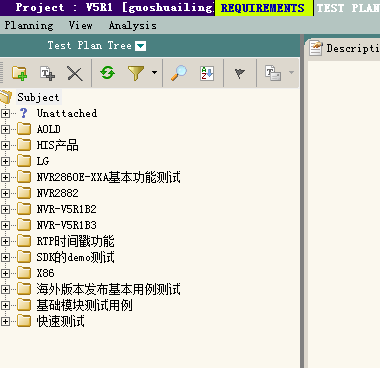 Project : V5R1 [guoshuailing] REQUIREMENTS TEST PLAN
Planning View Analysis
Test Plan Tree
Descripti
Subject
Unattached
AOLD
HIS产品
LG
NVR2860E-XXA基本功能测试
NVR2882
NVR-V5R1B2
NVR-V5R1B3
RTP时间戳功能
SDK的demo测试
X86
海外版本发布基本用例测试
基础模块测试用例
快速测试